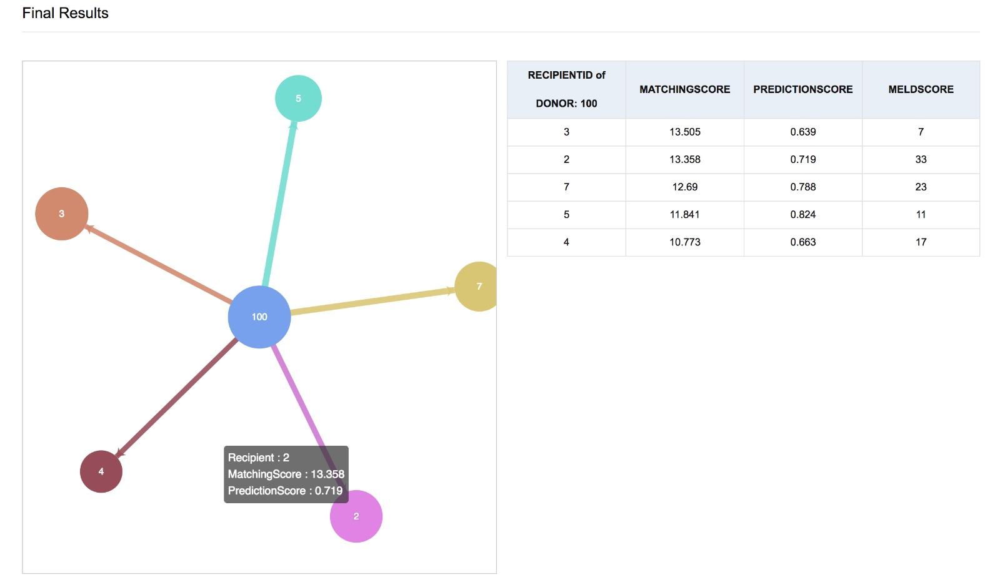 Final Results
5
3
7
100
4
2
Recipient : 2
MatchingScore : 13.358
PredictionScore : 0.719
RECIPIENTID of
DONOR: 100
MATCHINGSCORE PREDICTIONSCORE MELDSCORE
3 13.505 0.639 7
2 13.358 0.719 33
7 12.69 0.788 23
5 11.841 0.824 11
4 10.773 0.663 17